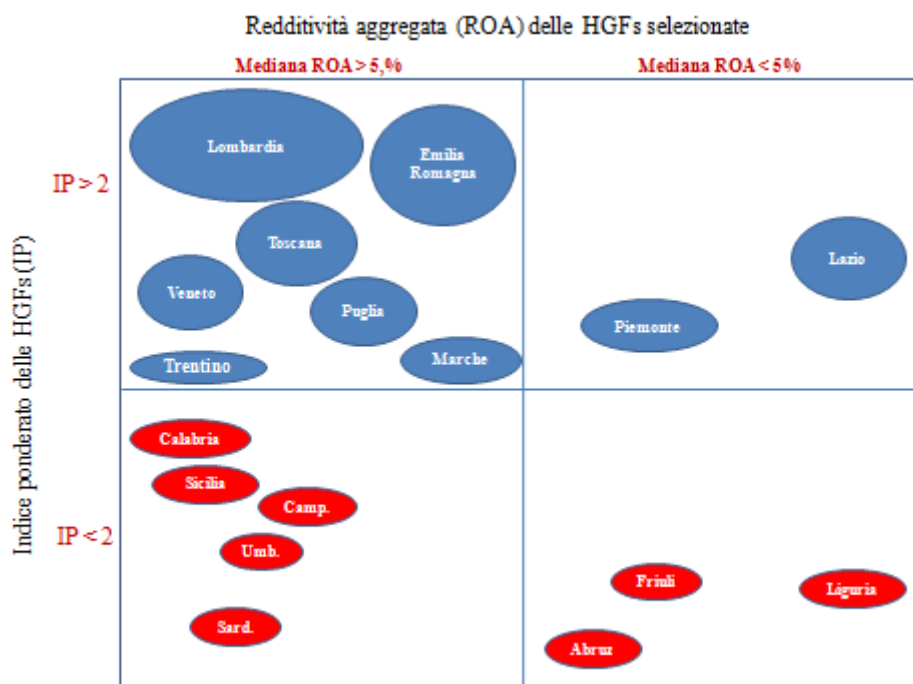 Redditività aggregata (ROA) delle HGFs selezionate
Mediana ROA > 5,%
Mediana ROA < 5%
Indice ponderato delle HGFs (IP)
IP > 2
Lombardia
Emilia
Romagna
Toscana
Veneto
Puglia
Trentino
Marche
Lazio
Piemonte
IP < 2
Calabria
Sicilia
Camp.
Umb.
Sard.
Friuli
Liguria
Abruz